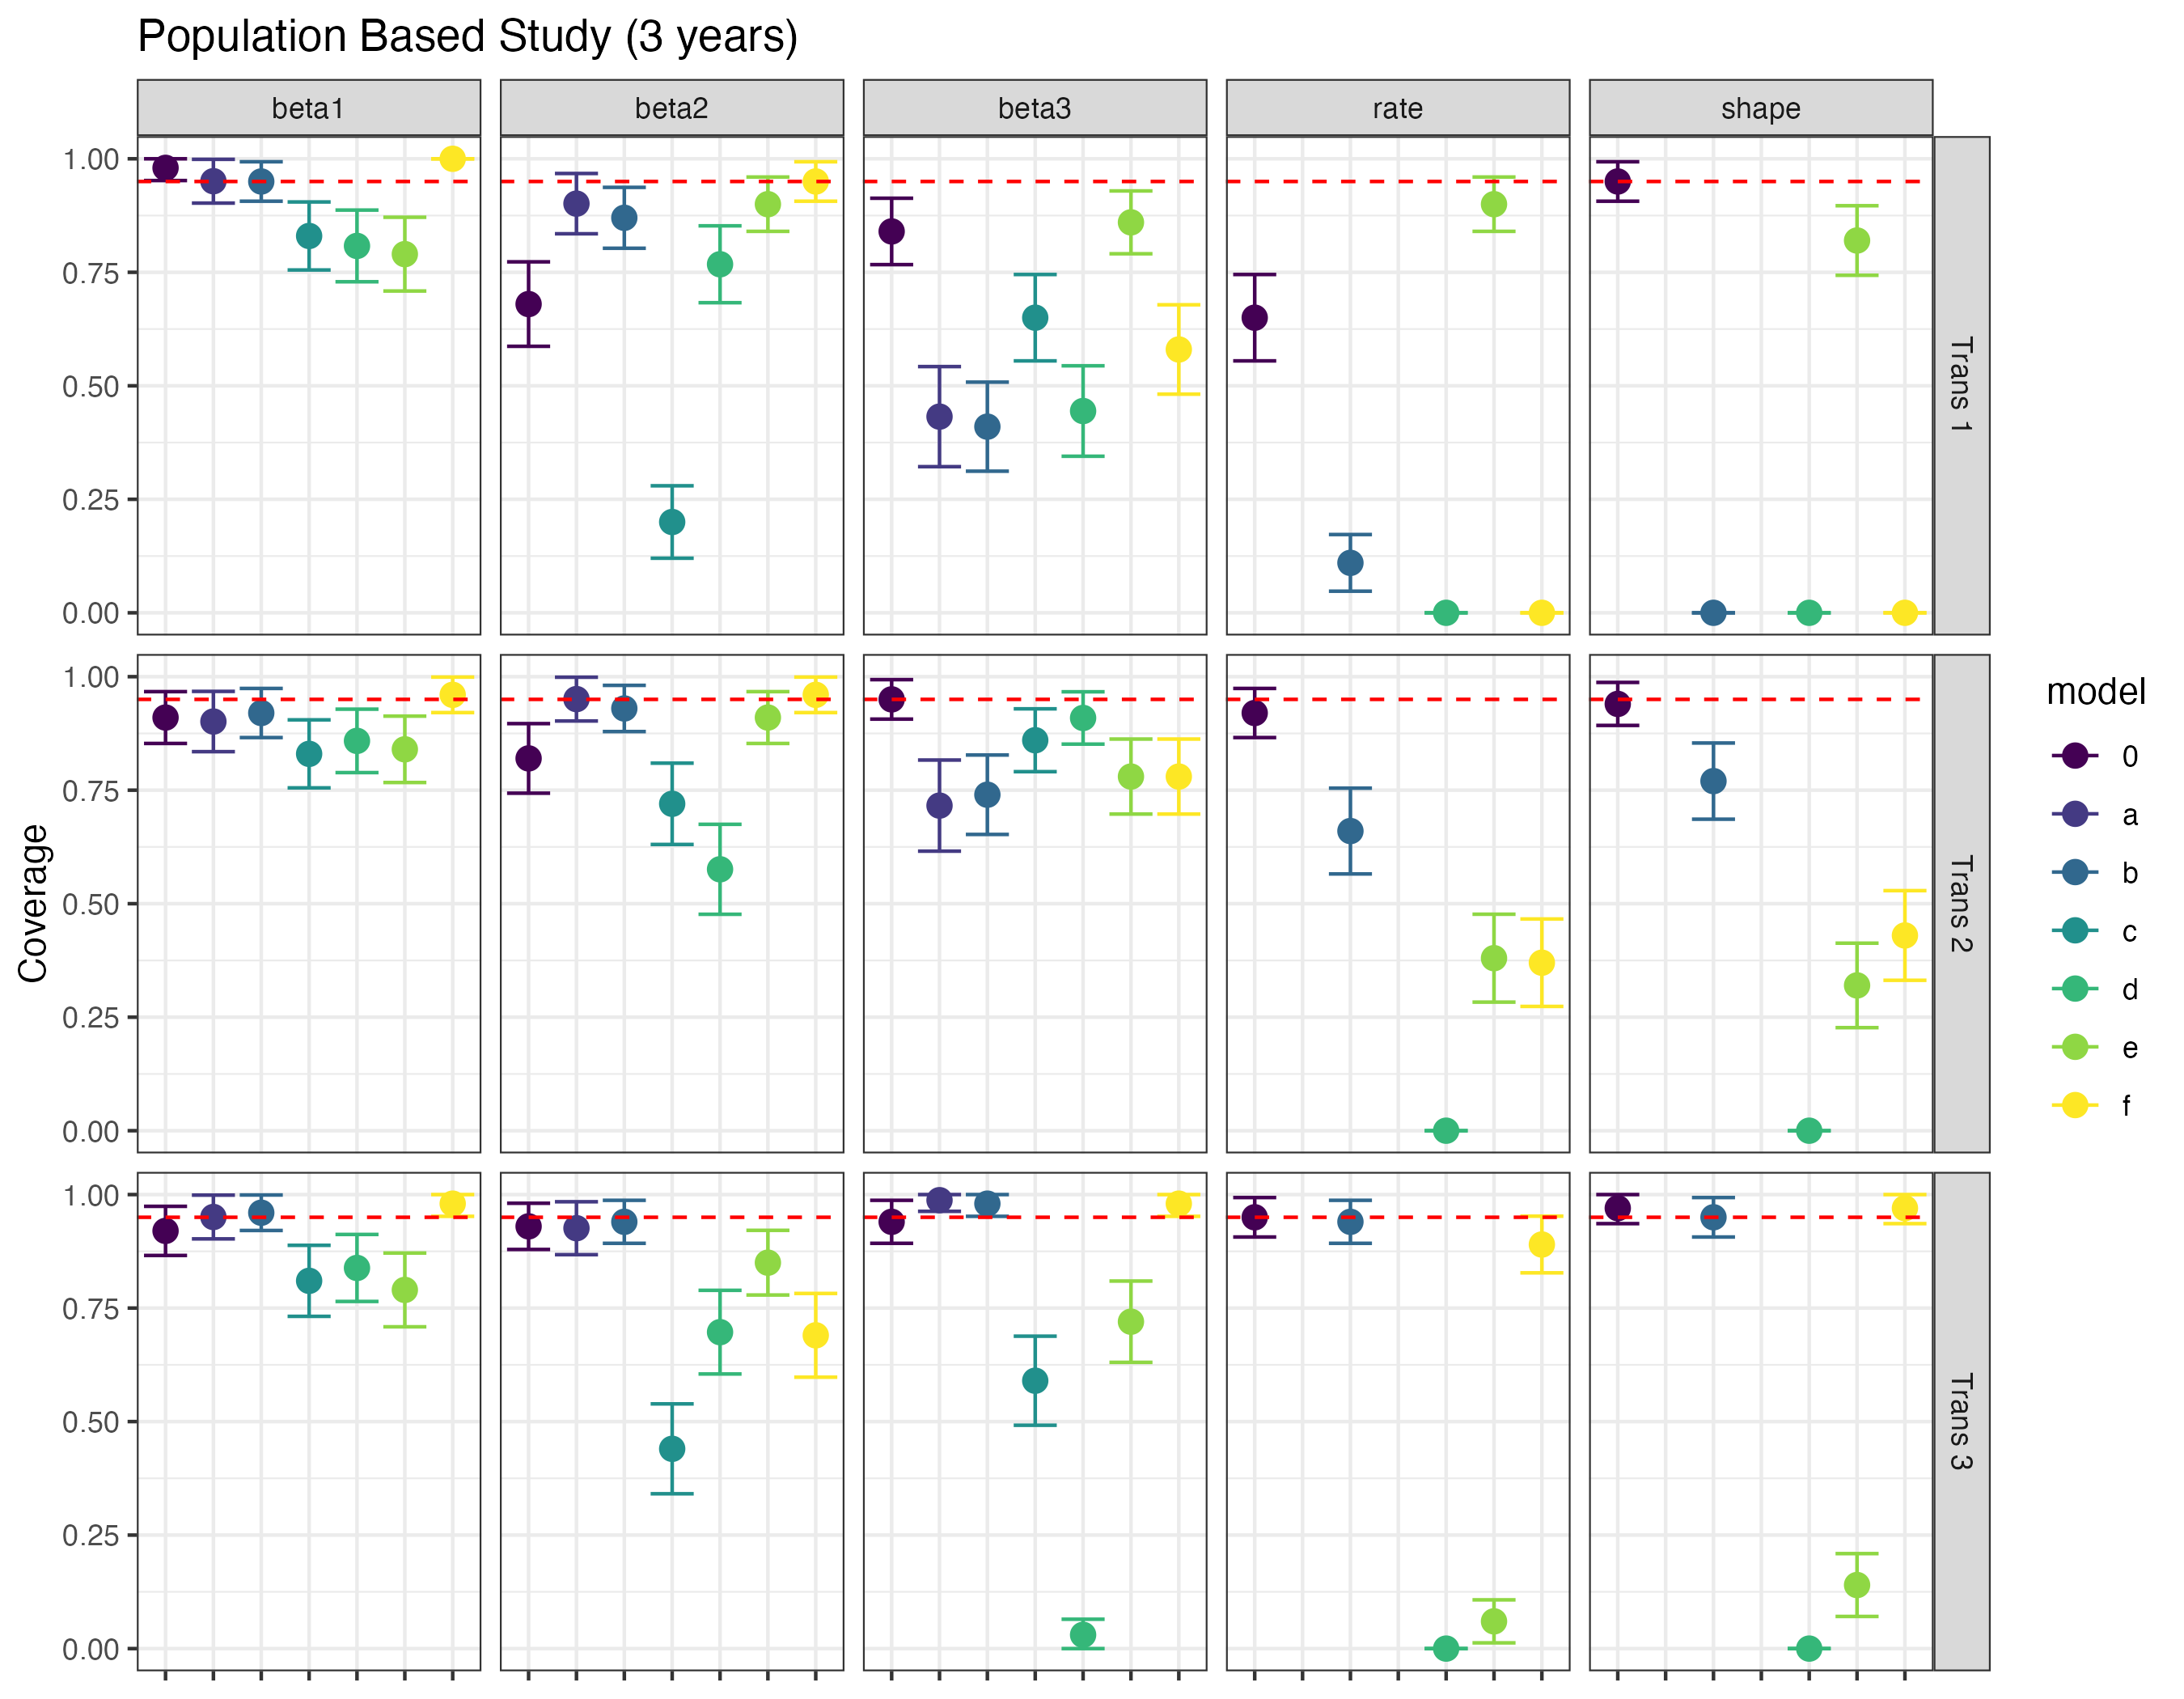 Population Based Study (3 years)
beta1 beta2 beta3 rate shape
1.00
0.75
0.50
0.25
0.00
Trans 1
1.00
0.75
0.50
0.25
0.00
Trans 2
1.00
0.75
0.50
0.25
0.00
Trans 3
Coverage
model
0
a
b
c
d
e
f